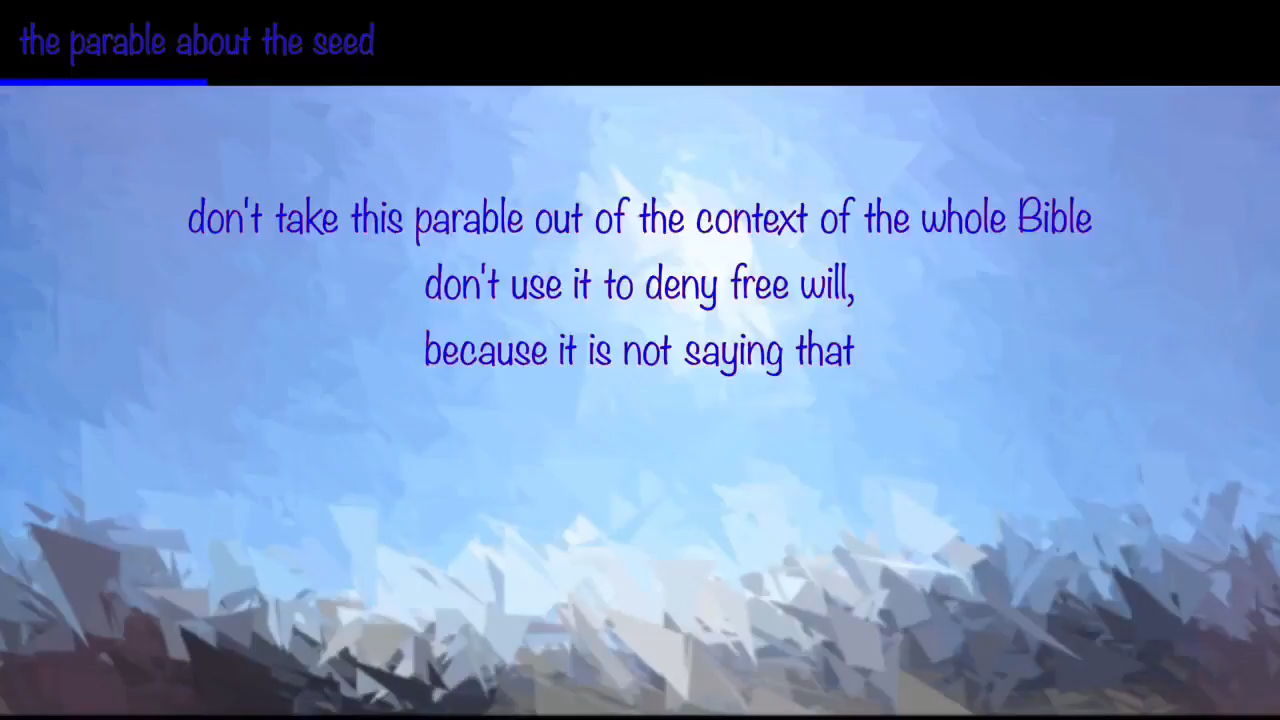 the parable about the seed
don't take this parable out of the context of the whole Bible
don't use it to deny free will,
because it is not saying that